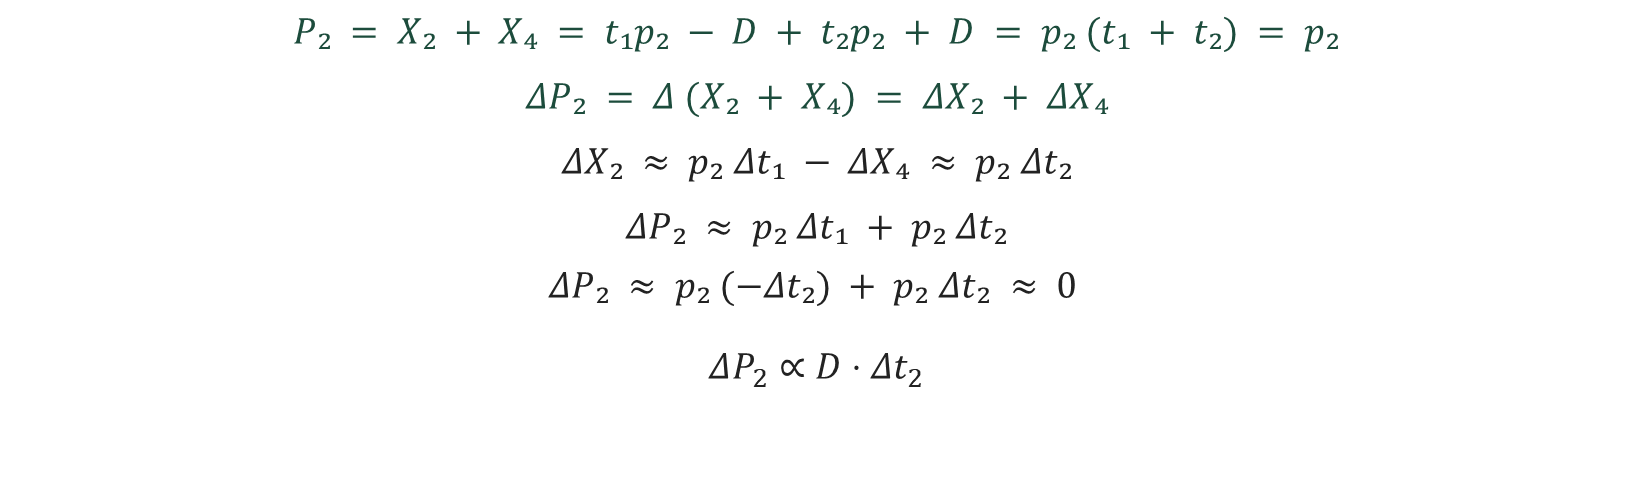 P₂ = X₂ + X₄ = t₁p₂ − D + t₂p₂ + D = p₂ (t₁ + t₂) = p₂
ΔP₂ = Δ (X₂ + X₄) = ΔX₂ + ΔX₄
ΔX₂ ≈ p₂ Δt₁ − ΔX₄ ≈ p₂ Δt₂
ΔP₂ ≈ p₂ Δt₁ + p₂ Δt₂
ΔP₂ ≈ p₂ (−Δt₂) + p₂ Δt₂ ≈ 0
ΔP₂ ∝ D · Δt₂